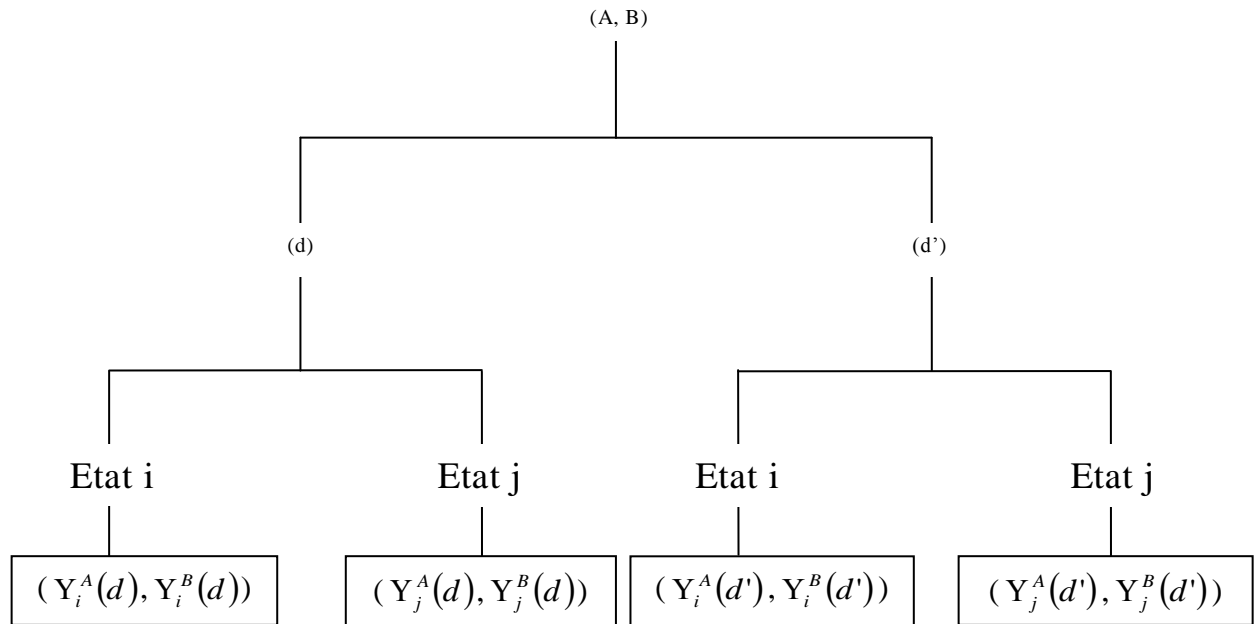 (A, B)
(d) (d’)
Etat i Etat j Etat i Etat j
( Y_i^A(d), Y_i^B(d)) ( Y_j^A(d), Y_j^B(d)) ( Y_i^A(d'), Y_i^B(d')) ( Y_j^A(d'), Y_j^B(d'))